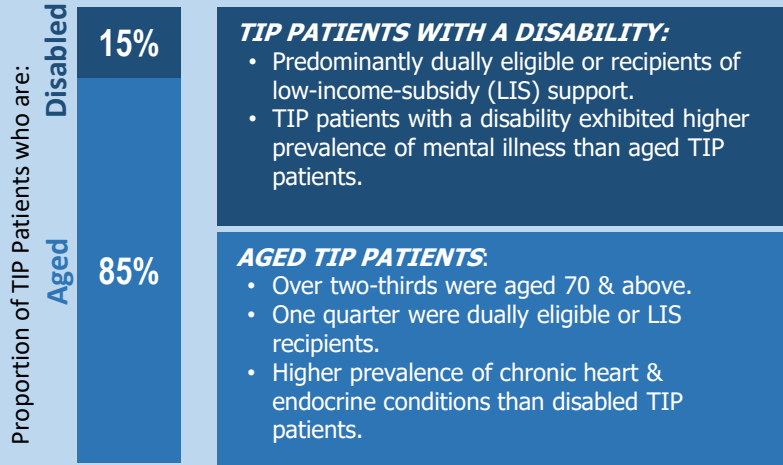 Proportion of TIP Patients who are:
Disabled
15%
Aged
85%
TIP PATIENTS WITH A DISABILITY:
• Predominantly dually eligible or recipients of
low-income-subsidy (LIS) support.
• TIP patients with a disability exhibited higher
prevalence of mental illness than aged TIP
patients.
AGED TIP PATIENTS:
• Over two-thirds were aged 70 & above.
• One quarter were dually eligible or LIS
recipients.
• Higher prevalence of chronic heart &
endocrine conditions than disabled TIP
patients.